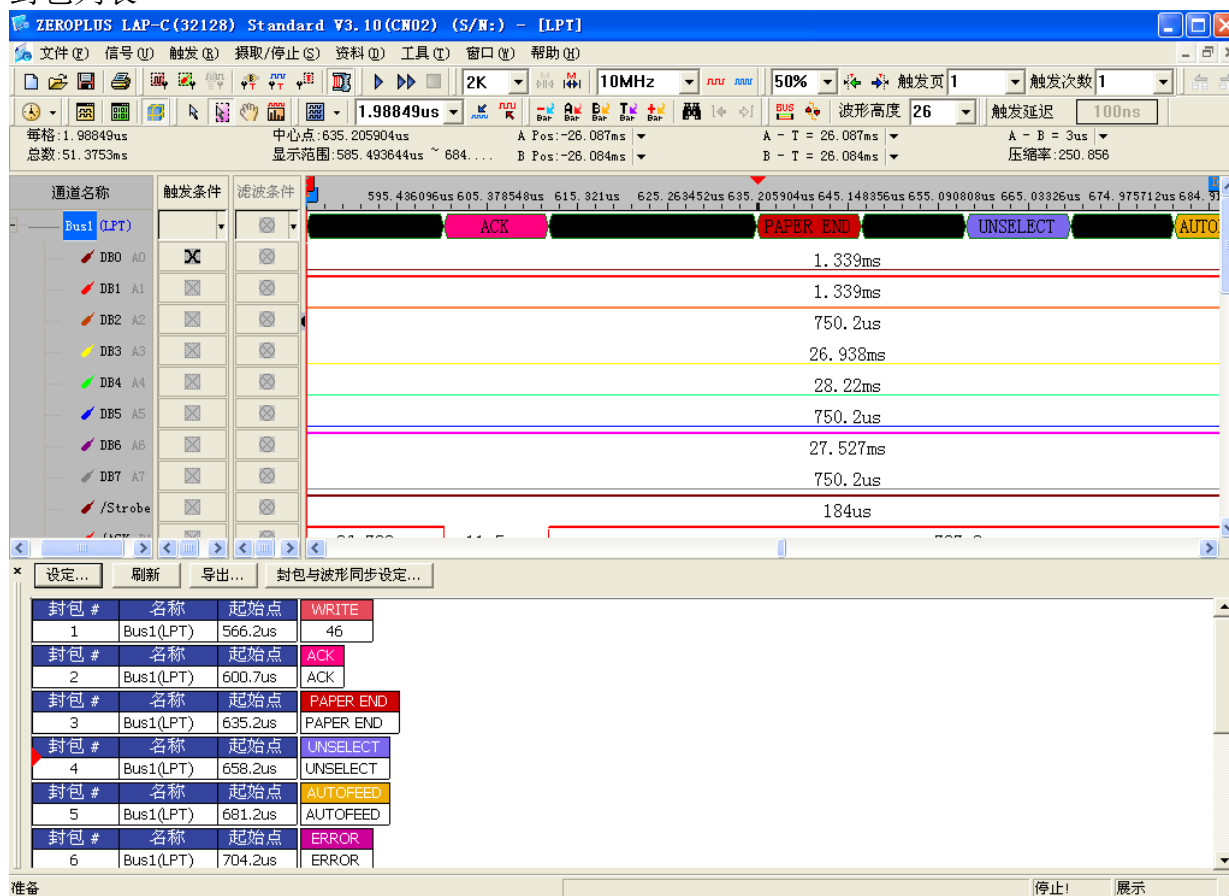 ZEROPLUS LAP-C(32128) Standard V3.10(CN02) (S/N:) - [LPT]
文件(F) 信号(U) 触发(R) 摄取/停止(S) 资料(D) 工具(T) 窗口(W) 帮助(H)
2K 10MHz 50% 触发页 1 触发次数 1
1.98849us Bar Bar Bar Bar Bar BUS 波形高度 26 触发延迟 100ns
每格:1.98849us 中心点:635.205904us A Pos:-26.087ms A - T = 26.087ms A - B = 3us
总数:51.3753ms 显示范围:585.493644us ~ 684.... B Pos:-26.084ms B - T = 26.084ms 压缩率:250.856
通道名称 触发条件 滤波条件 595.436096us 605.378548us 615.321us 625.263452us 635.205904us 645.148356us 655.090808us 665.03326us 674.975712us 684.91
Bus1 (LPT) ACK PAPER END UNSELECT AUTO
DB0 A0 1.339ms
DB1 A1 1.339ms
DB2 A2 750.2us
DB3 A3 26.938ms
DB4 A4 28.22ms
DB5 A5 750.2us
DB6 A6 27.527ms
DB7 A7 750.2us
/Strobe 184us
设定... 刷新 导出... 封包与波形同步设定...
封包 # 名称 起始点 WRITE
1 Bus1(LPT) 566.2us 46
封包 # 名称 起始点 ACK
2 Bus1(LPT) 600.7us ACK
封包 # 名称 起始点 PAPER END
3 Bus1(LPT) 635.2us PAPER END
封包 # 名称 起始点 UNSELECT
4 Bus1(LPT) 658.2us UNSELECT
封包 # 名称 起始点 AUTOFEED
5 Bus1(LPT) 681.2us AUTOFEED
封包 # 名称 起始点 ERROR
6 Bus1(LPT) 704.2us ERROR
准备 停止! 展示